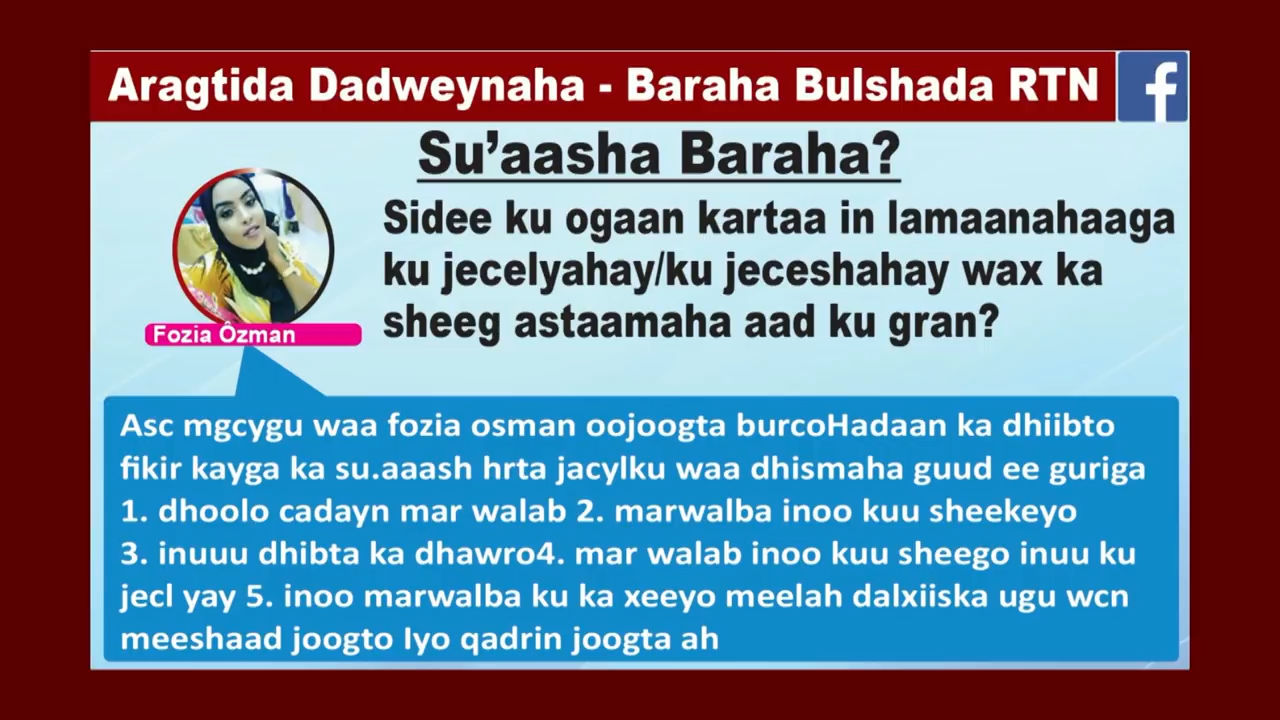 Aragtida Dadweynaha - Baraha Bulshada RTN
Su'aasha Baraha?
Sidee ku ogaan kartaa in lamaanahaaga
ku jecelyahay/ku jeceshahay wax ka
sheeg astaamaha aad ku gran?
Fozia Ôzman
Asc mgcygu waa fozia osman oojoogta burcoHadaan ka dhiibto
fikir kayga ka su.aaash hrta jacylku waa dhismaha guud ee guriga
1. dhoolo cadayn mar walab 2. marwalba inoo kuu sheekeyo
3. inuuu dhibta ka dhawro4. mar walab inoo kuu sheego inuu ku
jecl yay 5. inoo marwalba ku ka xeeyo meelah dalxiiska ugu wcn
meeshaad joogto Iyo qadrin joogta ah